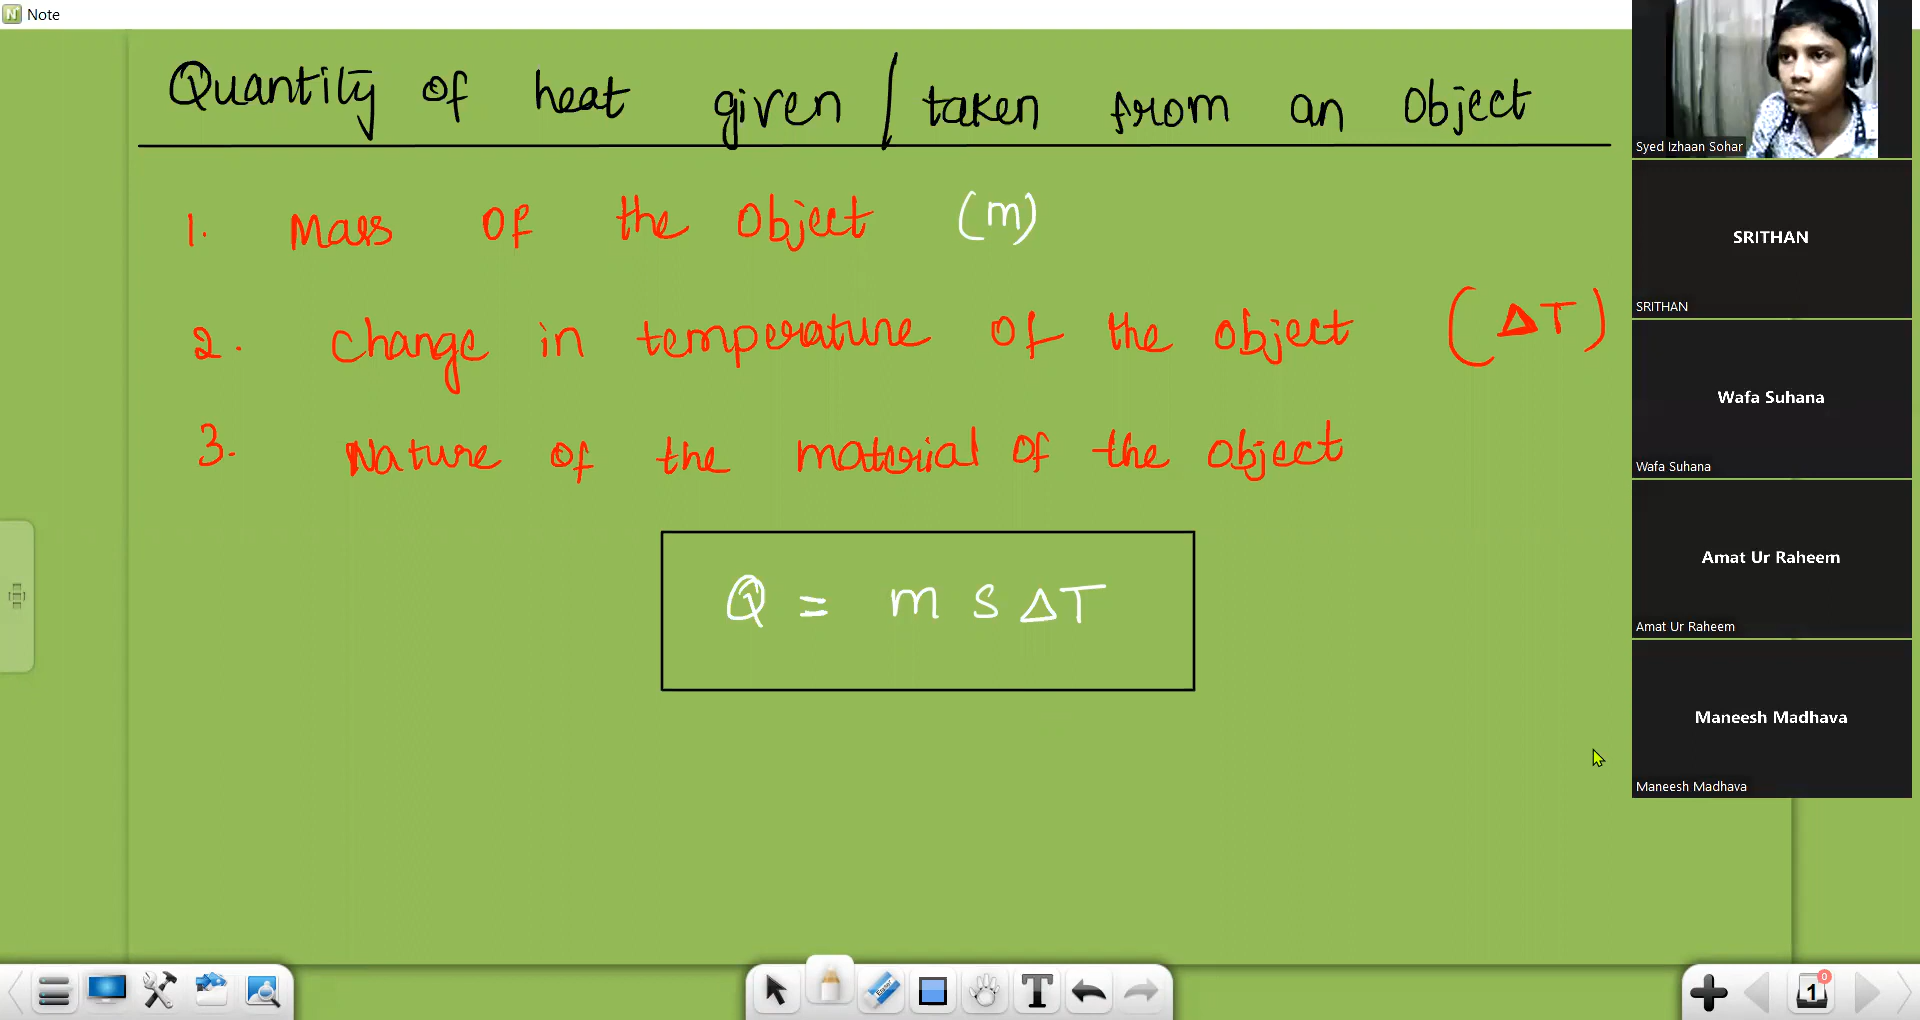 Note
Quantity of heat given / taken from an object
1. Mass of the object (m)
2. Change in temperature of the object (ΔT)
3. Nature of the material of the object
Q = m s ΔT
Syed Izhaan Sohar
SRITHAN
SRITHAN
Wafa Suhana
Wafa Suhana
Amat Ur Raheem
Amat Ur Raheem
Maneesh Madhava
Maneesh Madhava
T
1
0